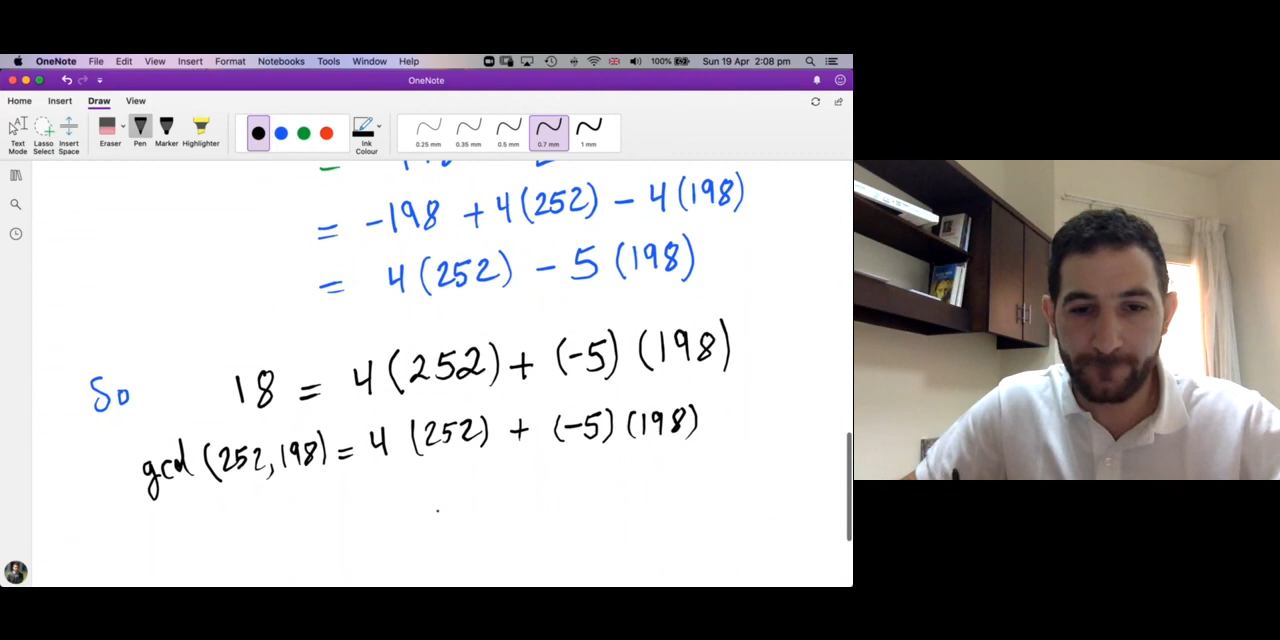 OneNote File Edit View Insert Format Notebooks Tools Window Help 100% Sun 19 Apr 2:08 pm
OneNote
Home Insert Draw View
Text Mode Lasso Select Insert Space Eraser Pen Marker Highlighter Ink Colour 0.25 mm 0.35 mm 0.5 mm 0.7 mm 1 mm
= -198 + 4(252) - 4(198)
= 4(252) - 5(198)
So 18 = 4(252) + (-5)(198)
gcd(252,198) = 4(252) + (-5)(198)